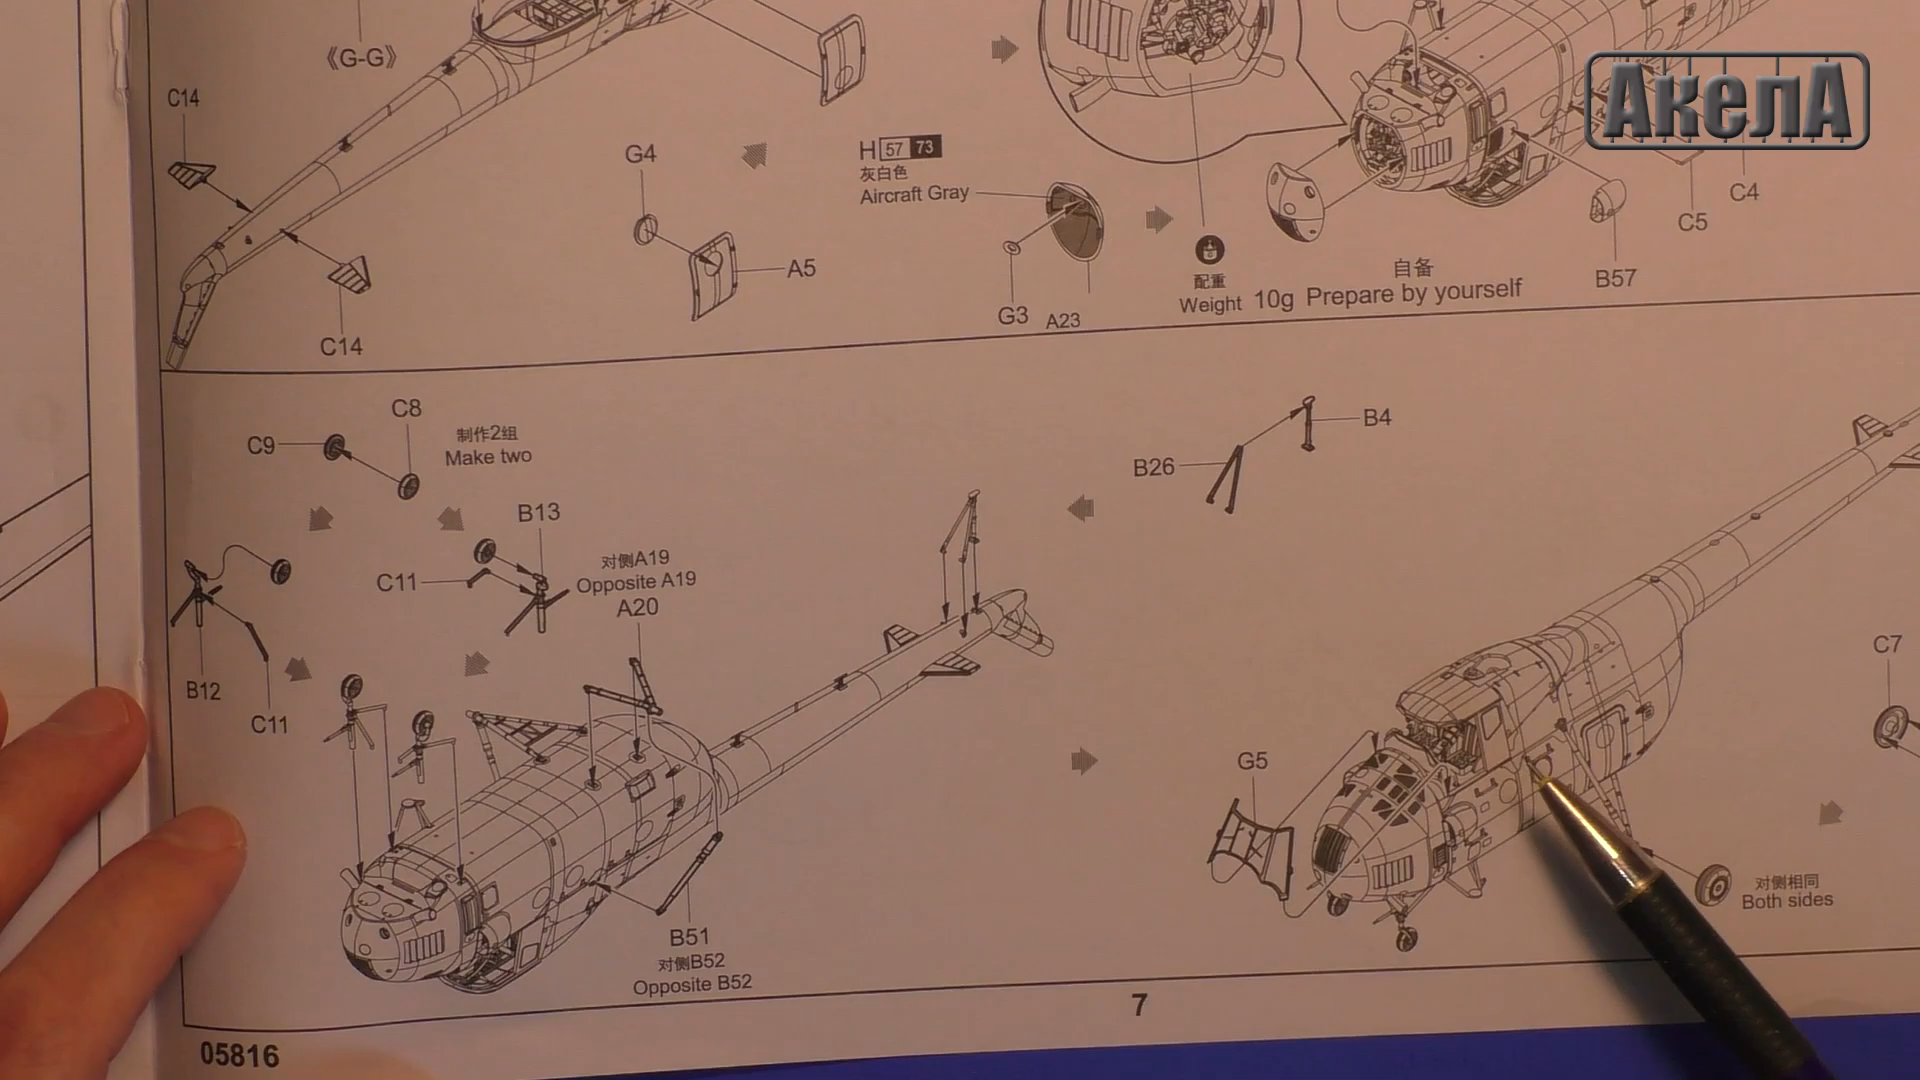 《G-G》
C14
C14
G4
A5
H 57 73
灰白色
Aircraft Gray
G3
A23
配重
Weight 10g
自备
Prepare by yourself
B57
C5
C4
АкелА
C8
C9
制作2组
Make two
B13
C11
对侧A19
Opposite A19
A20
B12
C11
B26
B4
B51
对侧B52
Opposite B52
G5
C7
对侧相同
Both sides
7
05816